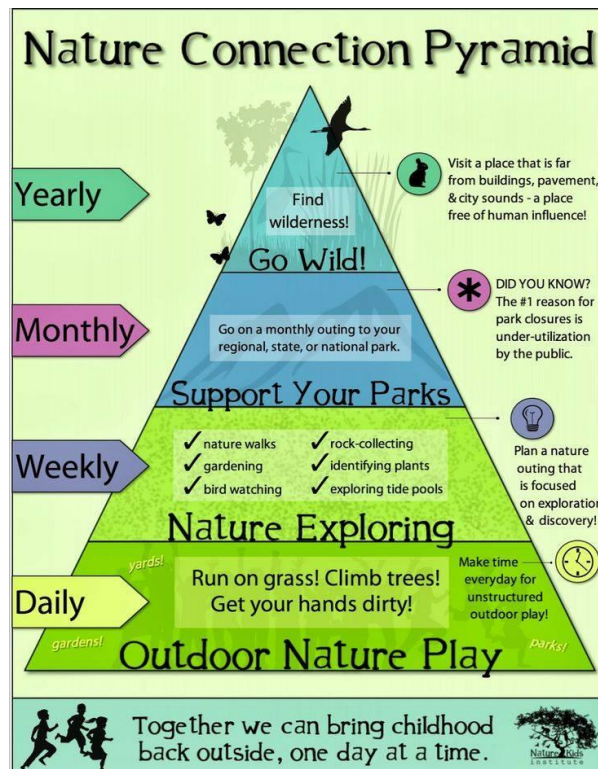 Nature Connection Pyramid
Yearly
Find
wilderness!
Go Wild!
Visit a place that is far
from buildings, pavement,
& city sounds - a place
free of human influence!
Monthly
Go on a monthly outing to your
regional, state, or national park.
Support Your Parks
DID YOU KNOW?
The #1 reason for
park closures is
under-utilization
by the public.
Weekly
✓ nature walks
✓ gardening
✓ bird watching
✓ rock-collecting
✓ identifying plants
✓ exploring tide pools
Nature Exploring
Plan a nature
outing that
is focused
on exploration
& discovery!
Daily
yards!
Run on grass! Climb trees!
Get your hands dirty!
gardens!
parks!
Outdoor Nature Play
Make time
everyday for
unstructured
outdoor play!
Together we can bring childhood
back outside, one day at a time.
Nature Kids
institute